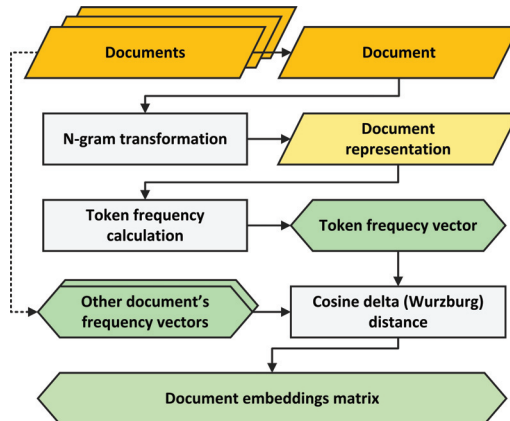 Documents
Document
N-gram transformation
Document
representation
Token frequency
calculation
Token frequecy vector
Other document's
frequency vectors
Cosine delta (Wurzburg)
distance
Document embeddings matrix